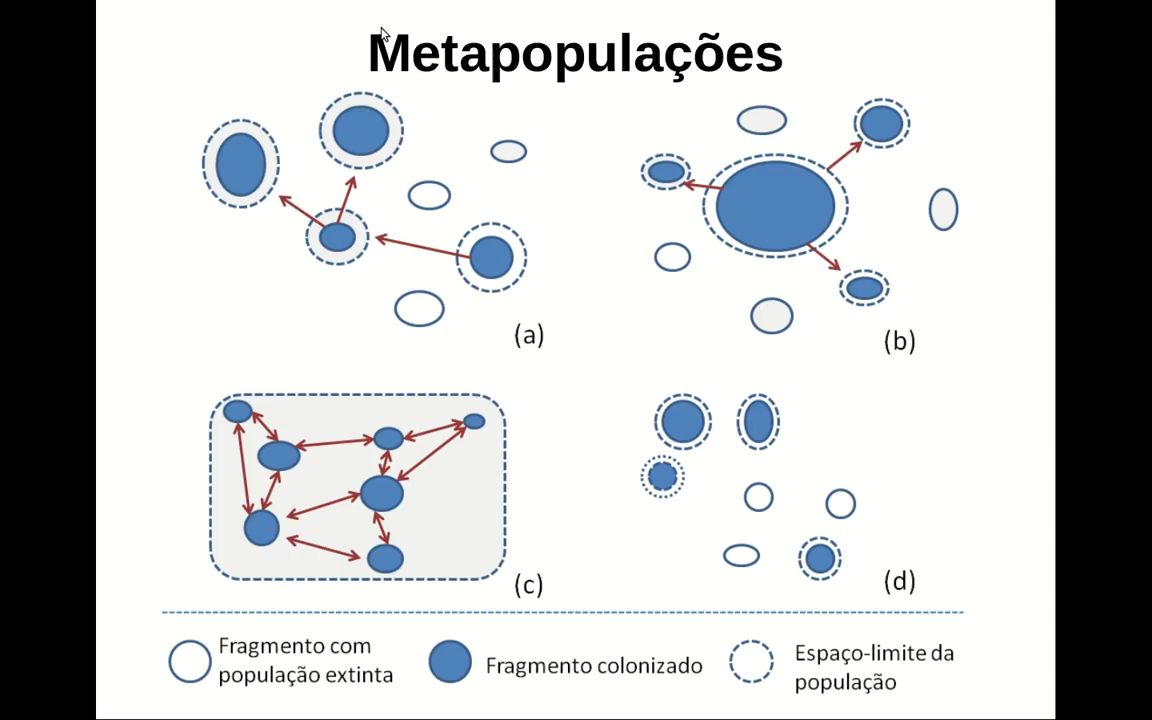 Metapopulações
(a)
(b)
(c)
(d)
Fragmento com
população extinta
Fragmento colonizado
Espaço-limite da
população